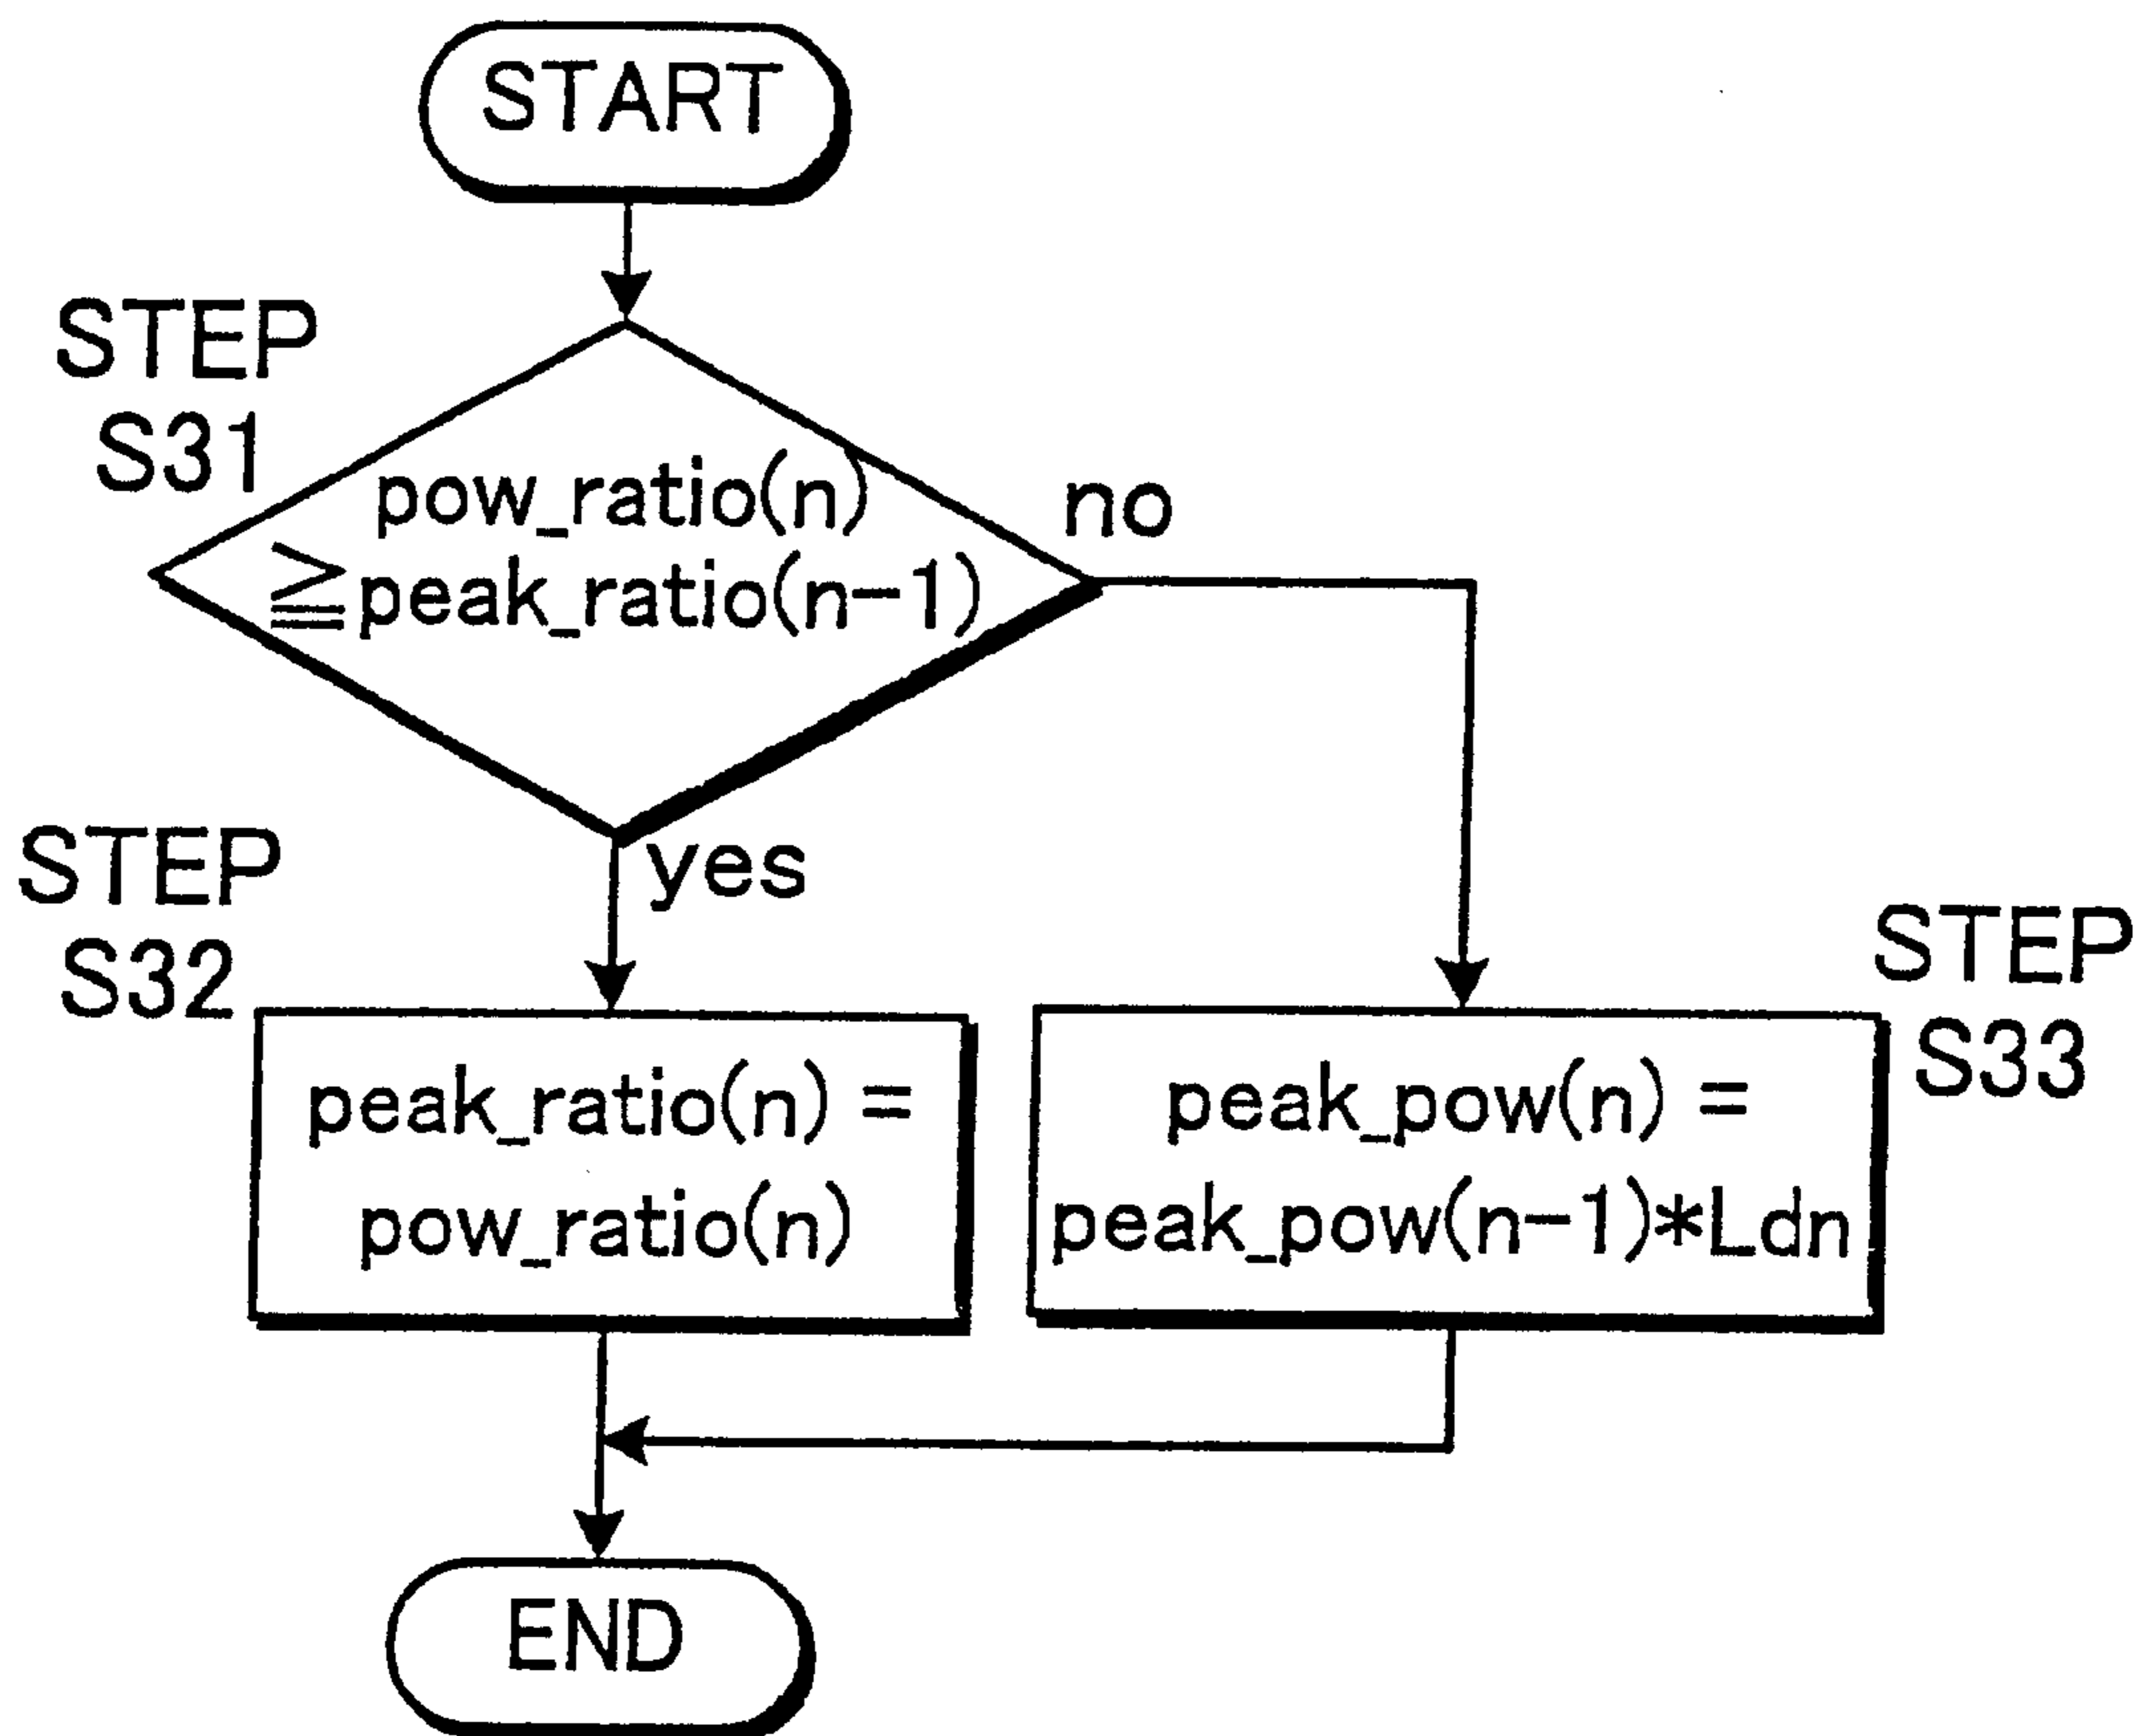 START
STEP
S31
pow_ratio(n)
≧peak_ratio(n-1)
no
yes
STEP
S32
peak_ratio(n) =
pow_ratio(n)
STEP
S33
peak_pow(n) =
peak_pow(n-1)*Ldn
END